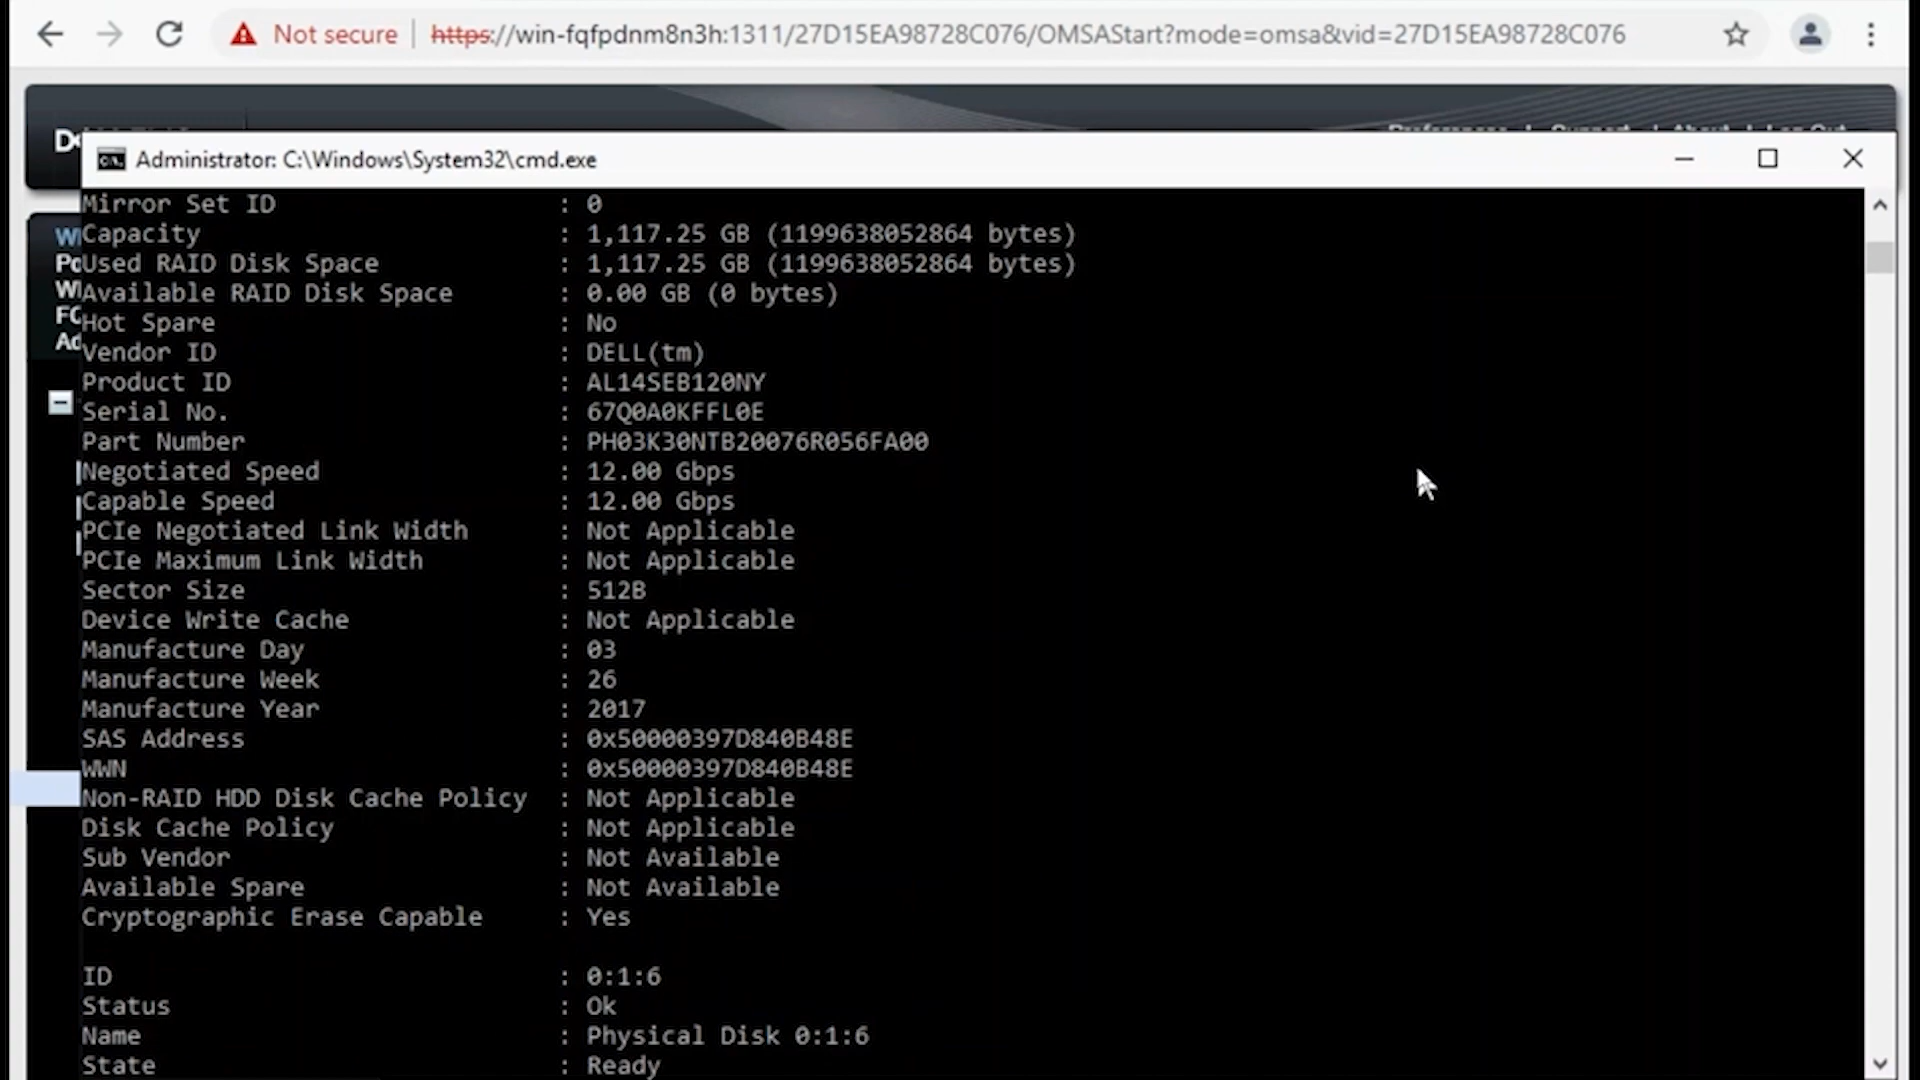 Not secure | https://win-fqfpdnm8n3h:1311/27D15EA98728C076/OMSAStart?mode=omsa&vid=27D15EA98728C076
Administrator: C:\Windows\System32\cmd.exe
Mirror Set ID : 0
Capacity : 1,117.25 GB (1199638052864 bytes)
Used RAID Disk Space : 1,117.25 GB (1199638052864 bytes)
Available RAID Disk Space : 0.00 GB (0 bytes)
Hot Spare : No
Vendor ID : DELL(tm)
Product ID : AL14SEB120NY
Serial No. : 67Q0A0KFFL0E
Part Number : PH03K30NTB20076R056FA00
Negotiated Speed : 12.00 Gbps
Capable Speed : 12.00 Gbps
PCIe Negotiated Link Width : Not Applicable
PCIe Maximum Link Width : Not Applicable
Sector Size : 512B
Device Write Cache : Not Applicable
Manufacture Day : 03
Manufacture Week : 26
Manufacture Year : 2017
SAS Address : 0x50000397D840B48E
WWN : 0x50000397D840B48E
Non-RAID HDD Disk Cache Policy : Not Applicable
Disk Cache Policy : Not Applicable
Sub Vendor : Not Available
Available Spare : Not Available
Cryptographic Erase Capable : Yes
ID : 0:1:6
Status : Ok
Name : Physical Disk 0:1:6
State : Ready